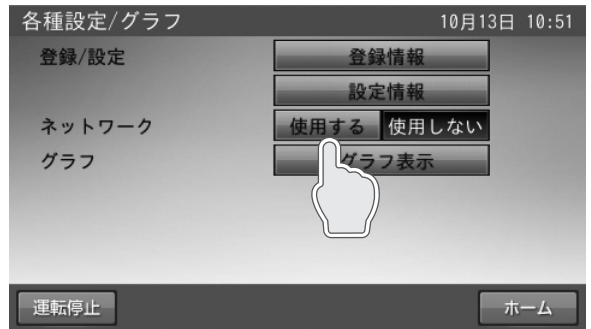 各種設定/グラフ 10月13日 10:51
登録/設定 登録情報
設定情報
ネットワーク 使用する 使用しない
グラフ グラフ表示
運転停止 ホーム